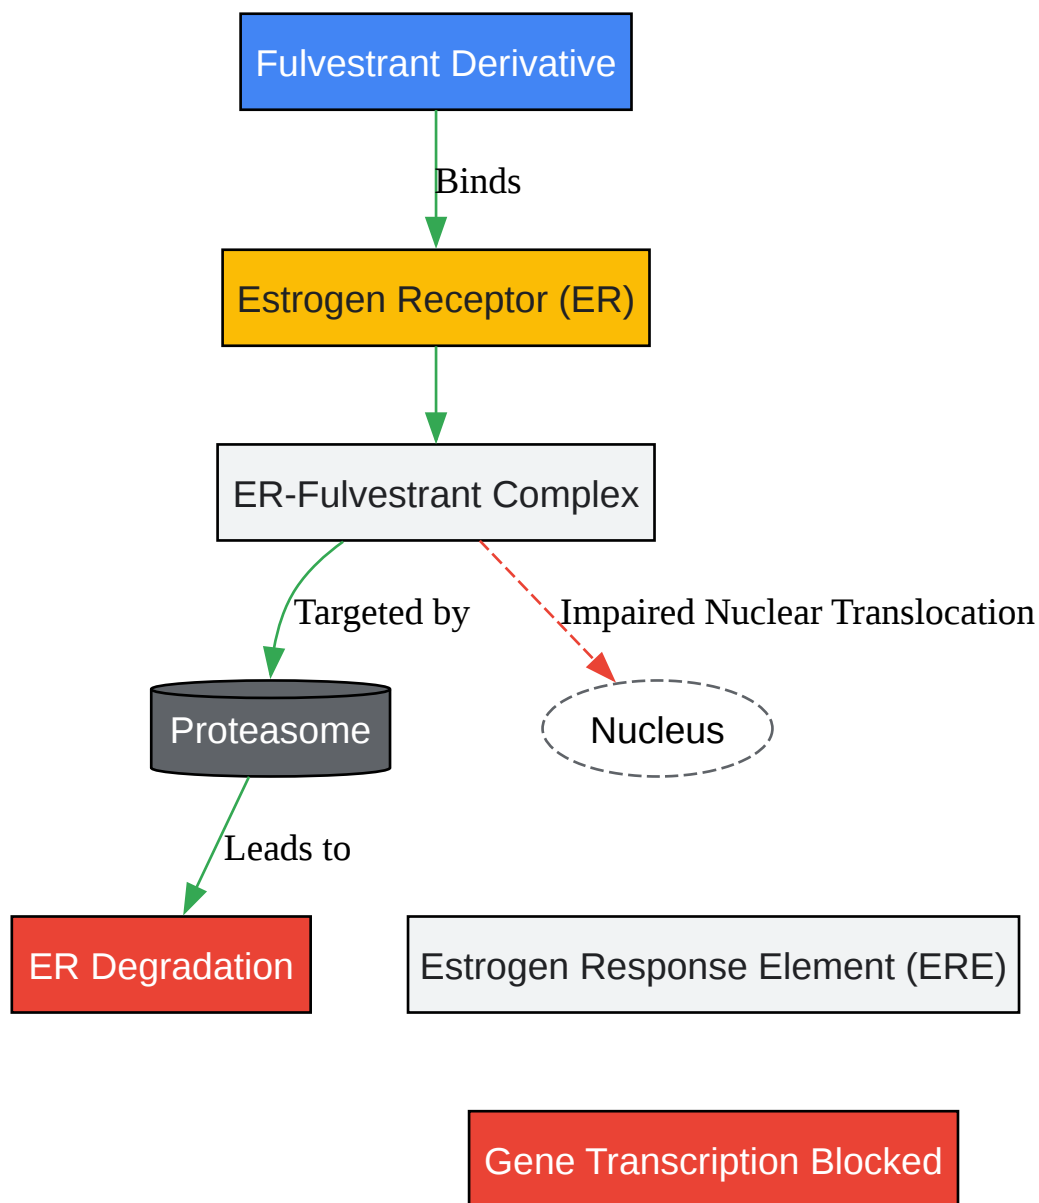 Fulvestrant Derivative
Binds
Estrogen Receptor (ER)
ER-Fulvestrant Complex
Targeted by
Impaired Nuclear Translocation
Proteasome
Nucleus
Leads to
ER Degradation
Estrogen Response Element (ERE)
Gene Transcription Blocked